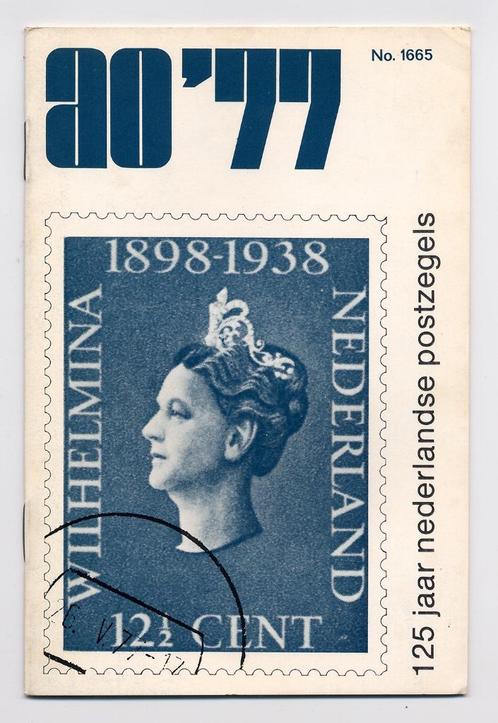 ao '77
No. 1665
1898-1938
WILHELMINA
NEDERLAND
12½ CENT
125 jaar nederlandse postzegels